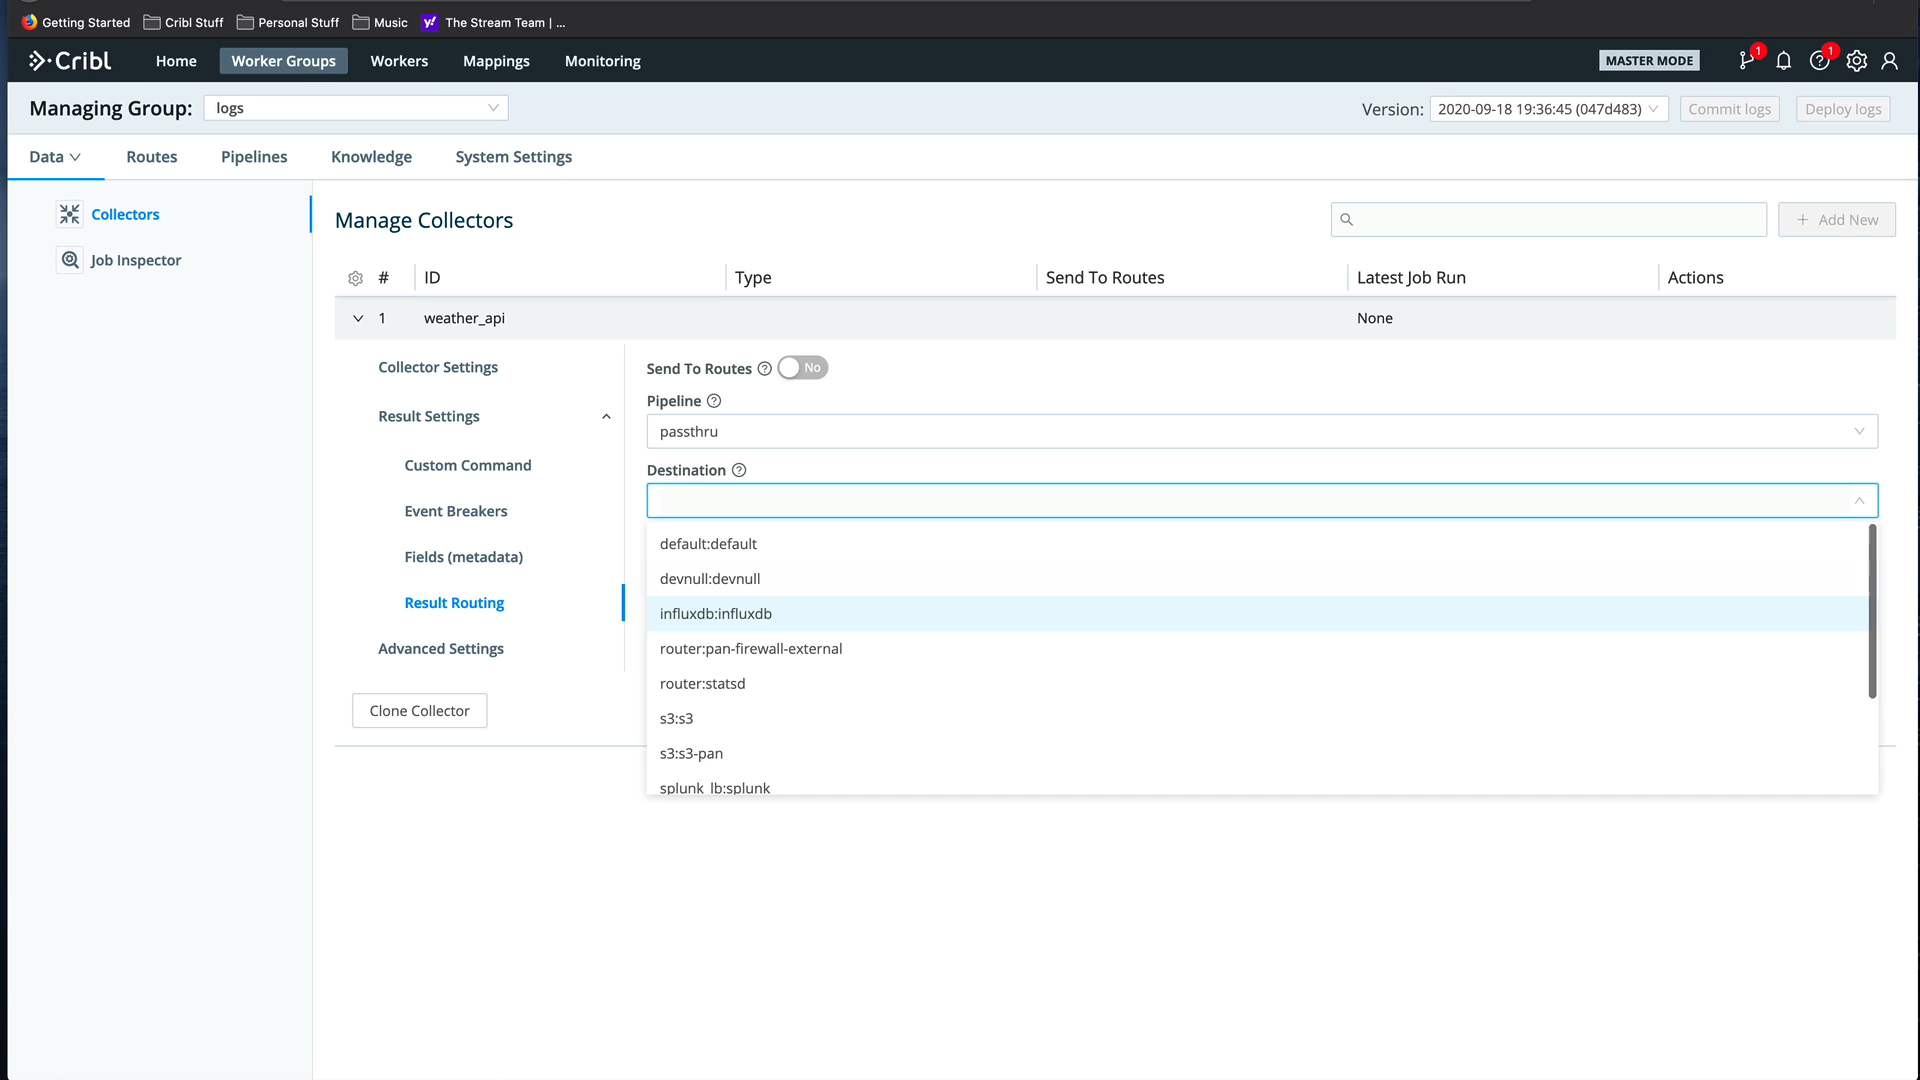 Getting Started Cribl Stuff Personal Stuff Music y! The Stream Team | ...
Cribl Home Worker Groups Workers Mappings Monitoring MASTER MODE 1 1
Managing Group: logs Version: 2020-09-18 19:36:45 (047d483) Commit logs Deploy logs
Data Routes Pipelines Knowledge System Settings
Collectors
Job Inspector
Manage Collectors
+ Add New
# ID Type Send To Routes Latest Job Run Actions
1 weather_api None
Collector Settings
Result Settings
Custom Command
Event Breakers
Fields (metadata)
Result Routing
Advanced Settings
Clone Collector
Send To Routes ? No
Pipeline ?
passthru
Destination ?
default:default
devnull:devnull
influxdb:influxdb
router:pan-firewall-external
router:statsd
s3:s3
s3:s3-pan
splunk_lb:splunk